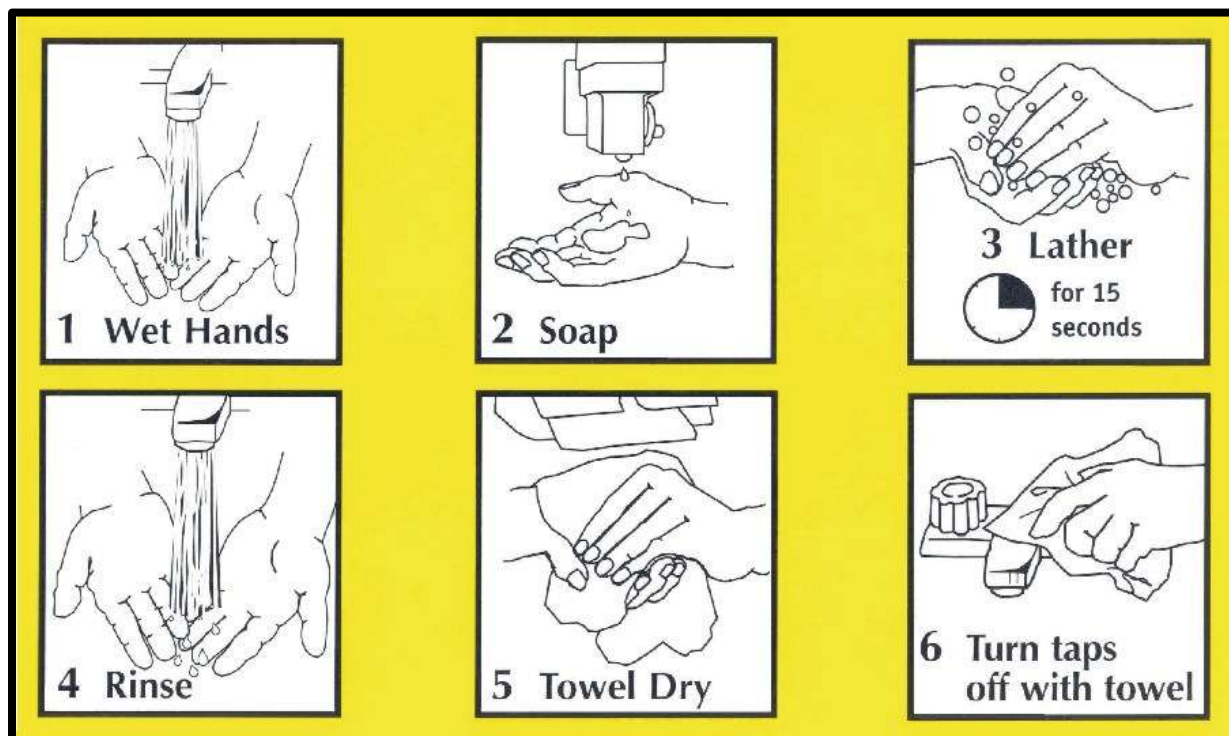 1 Wet Hands
2 Soap
3 Lather
for 15
seconds
4 Rinse
5 Towel Dry
6 Turn taps
off with towel